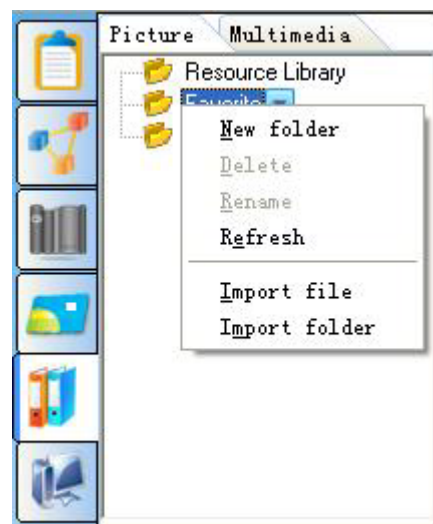 Picture
Multimedia
Resource Library
Favorite
New folder
Delete
Rename
Refresh
Import file
Import folder